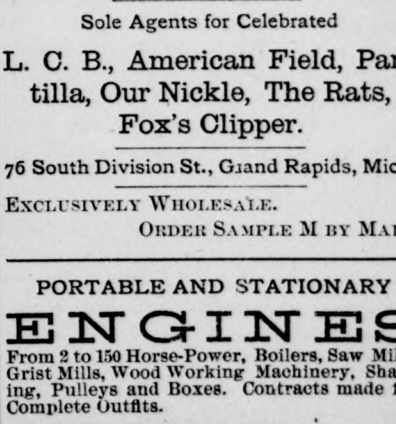 Sole Agents for Celebrated
L. C. B., American Field, Par
tilla, Our Nickle, The Rats,
Fox's Clipper.
76 South Division St., Grand Rapids, Mic
EXCLUSIVELY WHOLESALE.
ORDER SAMPLE M BY MAI
PORTABLE AND STATIONARY
ENGINES
From 2 to 150 Horse-Power, Boilers, Saw Mil
Grist Mills, Wood Working Machinery, Sha
ing, Pulleys and Boxes. Contracts made f
Complete Outfits.